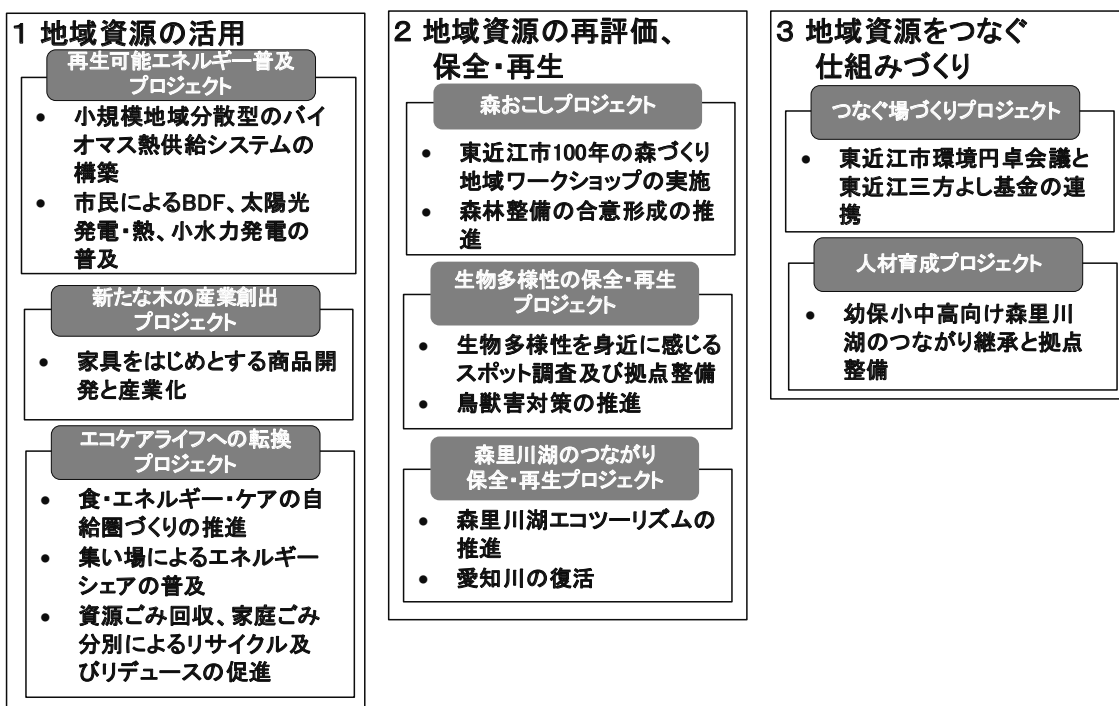 1 地域資源の活用
再生可能エネルギー普及
プロジェクト
• 小規模地域分散型のバイ
オマス熱供給システムの
構築
• 市民によるBDF、太陽光
発電・熱、小水力発電の
普及
新たな木の産業創出
プロジェクト
• 家具をはじめとする商品開
発と産業化
エコケアライフへの転換
プロジェクト
• 食・エネルギー・ケアの自
給圏づくりの推進
• 集い場によるエネルギー
シェアの普及
• 資源ごみ回収、家庭ごみ
分別によるリサイクル及
びリデュースの促進
2 地域資源の再評価、
保全・再生
森おこしプロジェクト
• 東近江市100年の森づくり
地域ワークショップの実施
• 森林整備の合意形成の推
進
生物多様性の保全・再生
プロジェクト
• 生物多様性を身近に感じる
スポット調査及び拠点整備
• 鳥獣害対策の推進
森里川湖のつながり
保全・再生プロジェクト
• 森里川湖エコツーリズムの
推進
• 愛知川の復活
3 地域資源をつなぐ
仕組みづくり
つなぐ場づくりプロジェクト
• 東近江市環境円卓会議と
東近江三方よし基金の連
携
人材育成プロジェクト
• 幼保小中高向け森里川
湖のつながり継承と拠点
整備